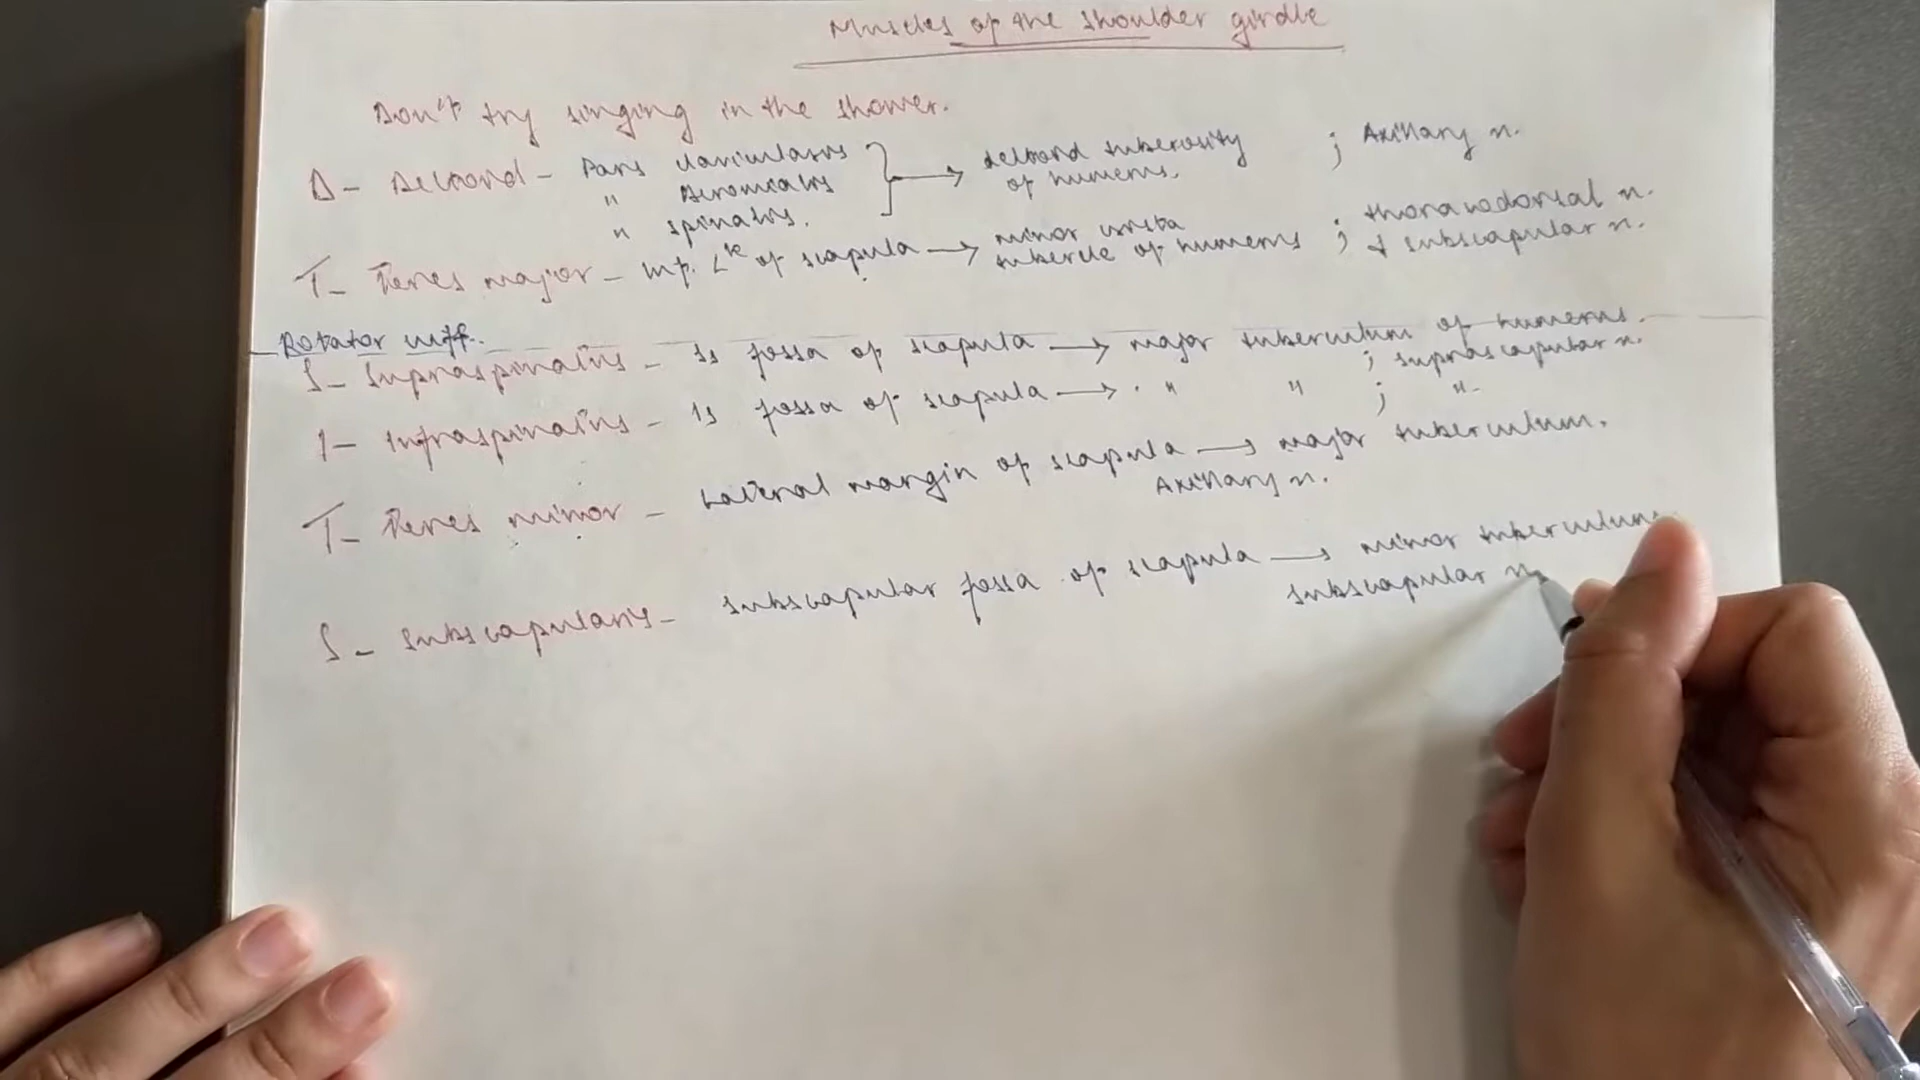 Muscles of the shoulder girdle
Don't try singing in the shower.
D - Deltoid - Pars clavicularis } → deltoid tuberosity of humerus. ; Axillary n.
" Acromialis
" spinalis.
T - Teres major - inf. L of scapula → minor crista tubercle of humerus ; thoracodorsal n. & subscapular n.
Rotator cuff.
S - Supraspinatus - ss fossa of scapula → major tuberculum of humerus. ; suprascapular n.
I - Infraspinatus - Is fossa of scapula → " " ; "
T - Teres minor - Lateral margin of scapula → major tuberculum.
Axillary n.
S - Subscapularis - subscapular fossa of scapula → minor tuberculum
subscapular n.